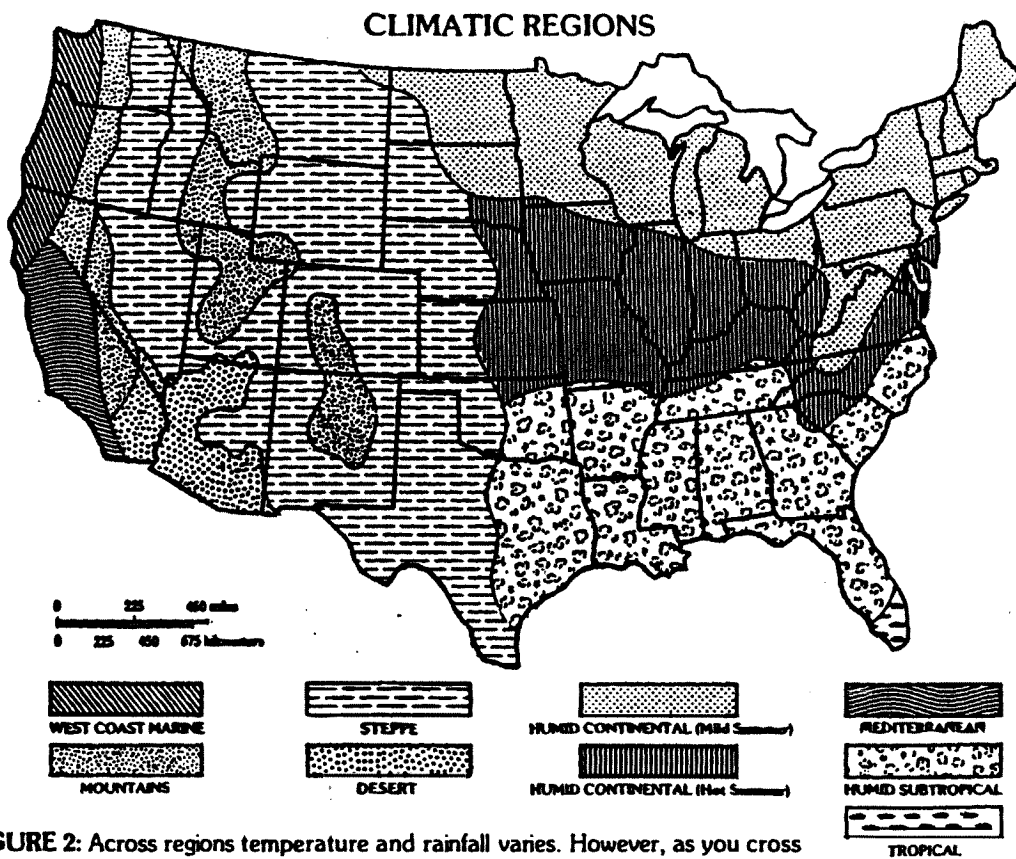 CLIMATIC REGIONS
0 225 450 miles
0 225 450 675 kilometers
WEST COAST MARINE
STEPPE
HUMID CONTINENTAL (Mild Summer)
MEDITERRANEAN
MOUNTAINS
DESERT
HUMID CONTINENTAL (Hot Summer)
HUMID SUBTROPICAL
TROPICAL
GURE 2: Across regions temperature and rainfall varies. However, as you cross